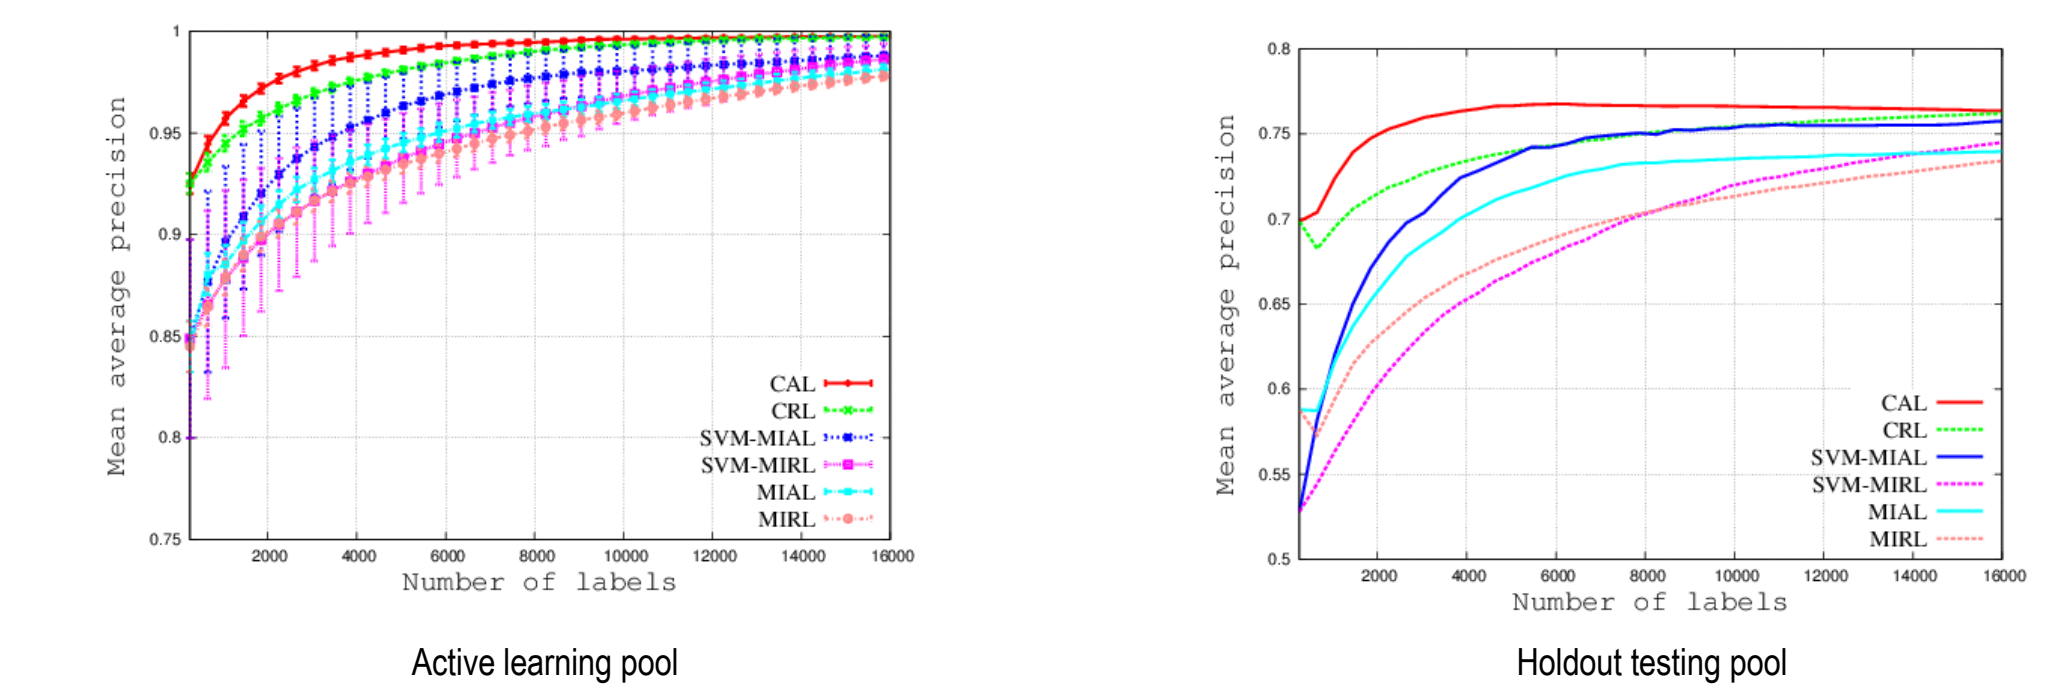 Mean average precision
1
0.95
0.9
0.85
0.8
0.75
2000 4000 6000 8000 10000 12000 14000 16000
Number of labels
CAL
CRL
SVM-MIAL
SVM-MIRL
MIAL
MIRL
Active learning pool
Mean average precision
0.8
0.75
0.7
0.65
0.6
0.55
0.5
2000 4000 6000 8000 10000 12000 14000 16000
Number of labels
CAL
CRL
SVM-MIAL
SVM-MIRL
MIAL
MIRL
Holdout testing pool